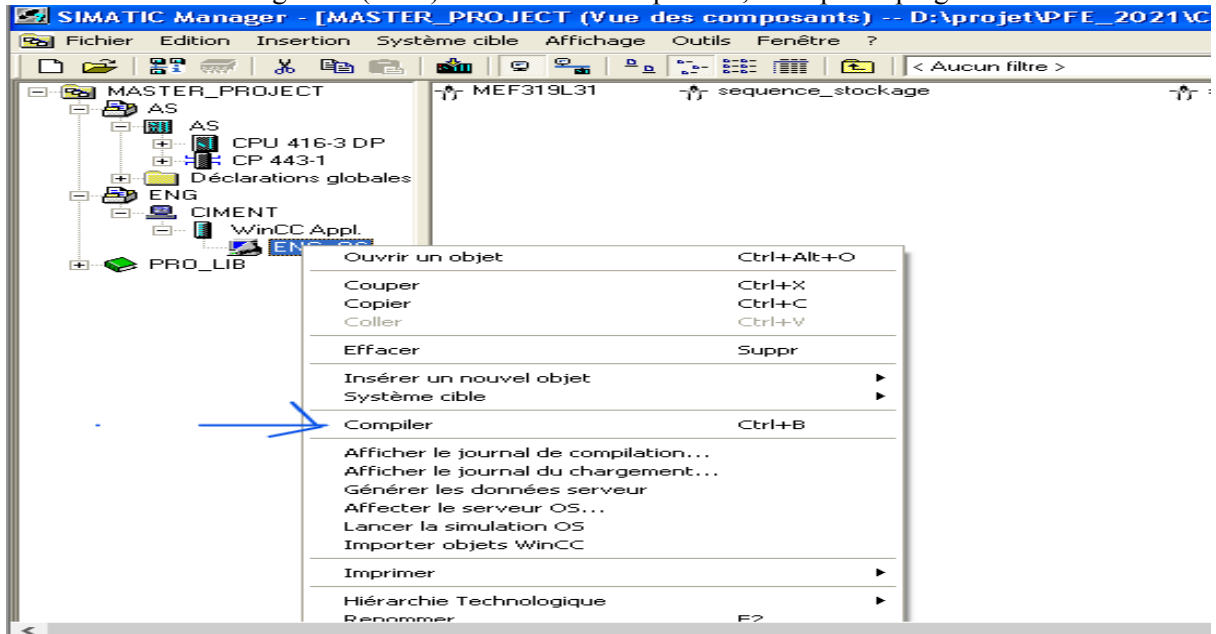 SIMATIC Manager - [MASTER_PROJECT (Vue des composants) -- D:\projet\PFE_2021\C
Fichier Edition Insertion Système cible Affichage Outils Fenêtre ?
< Aucun filtre >
MASTER_PROJECT
AS
AS
CPU 416-3 DP
CP 443-1
Déclarations globales
ENG
CIMENT
WinCC Appl.
PRO_LIB
MEF319L31 sequence_stockage
Ouvrir un objet Ctrl+Alt+O
Couper Ctrl+X
Copier Ctrl+C
Coller Ctrl+V
Effacer Suppr
Insérer un nouvel objet
Système cible
Compiler Ctrl+B
Afficher le journal de compilation...
Afficher le journal du chargement...
Générer les données serveur
Affecter le serveur OS...
Lancer la simulation OS
Importer objets WinCC
Imprimer
Hiérarchie Technologique
Renommer F2